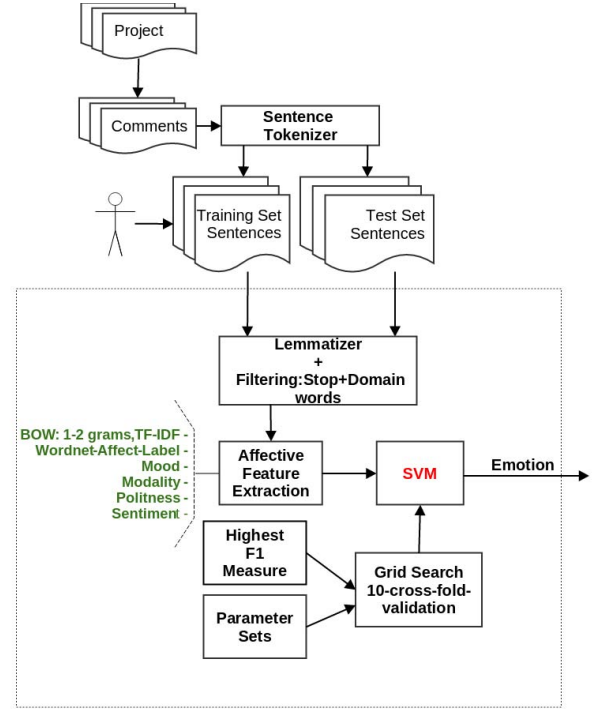 Project
Comments
Sentence
Tokenizer
Training Set
Sentences
Test Set
Sentences
Lemmatizer
+
Filtering:Stop+Domain
words
BOW: 1-2 grams,TF-IDF -
Wordnet-Affect-Label -
Mood -
Modality -
Politness -
Sentiment -
Affective
Feature
Extraction
SVM
Emotion
Highest
F1
Measure
Parameter
Sets
Grid Search
10-cross-fold-
validation